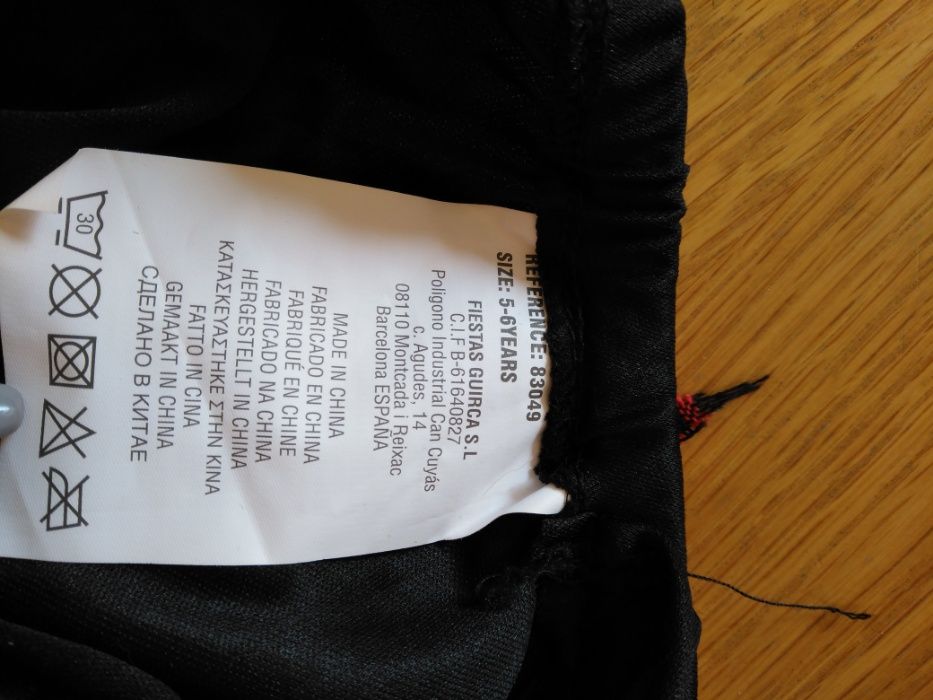 REFERENCE: 83049
SIZE: 5-6YEARS
FIESTAS GUIRCA S.L
C.I.F B-61640827
Poligono Industrial Can Cuyás
c. Agudes, 14
08110 Montcada i Reixac
Barcelona ESPAÑA
MADE IN CHINA
FABRICADO EN CHINA
FABRIQUÉ EN CHINE
FABRICADO NA CHINA
HERGESTELLT IN CHINA
ΚΑΤΑΣΚΕΥΑΣΤΗΚΕ ΣΤΗΝ ΚΙΝΑ
FATTO IN CINA
GEMAAKT IN CHINA
СДЕЛАНО В КИТАЕ
30